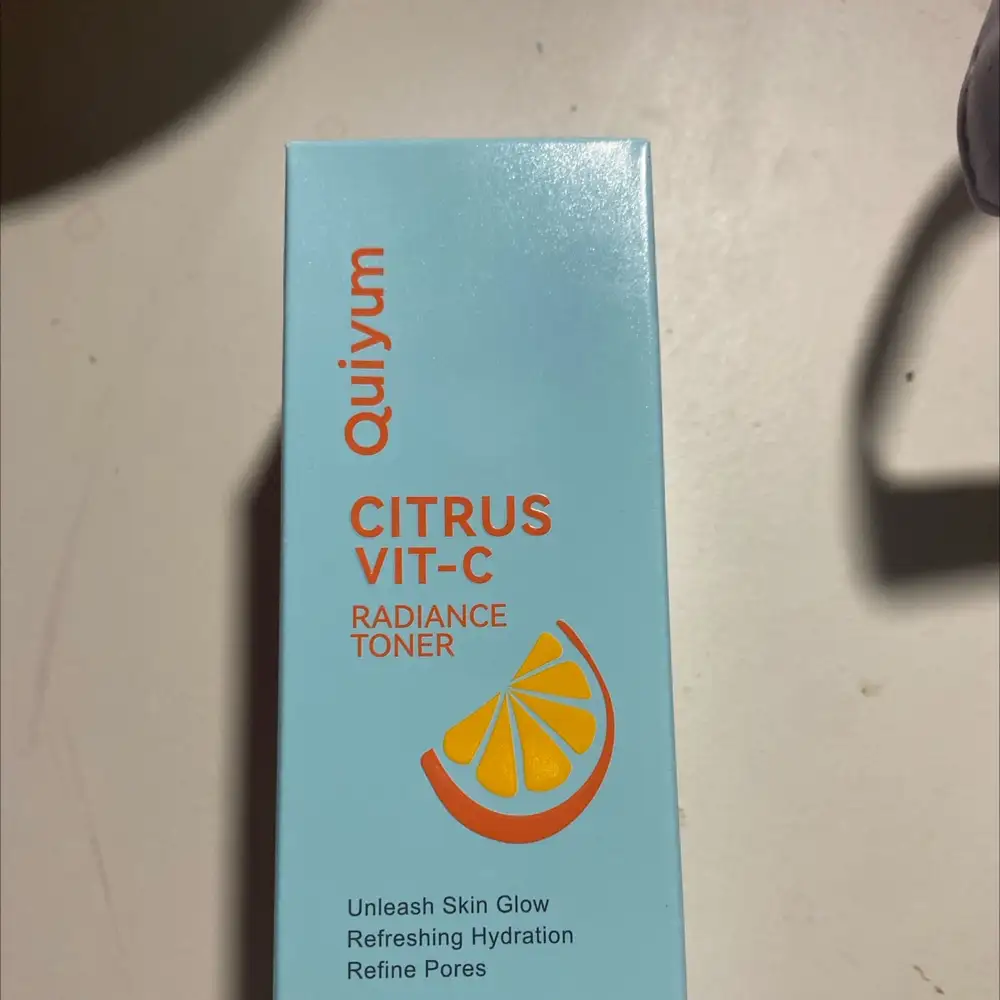 Quiyum
CITRUS
VIT-C
RADIANCE
TONER
Unleash Skin Glow
Refreshing Hydration
Refine Pores